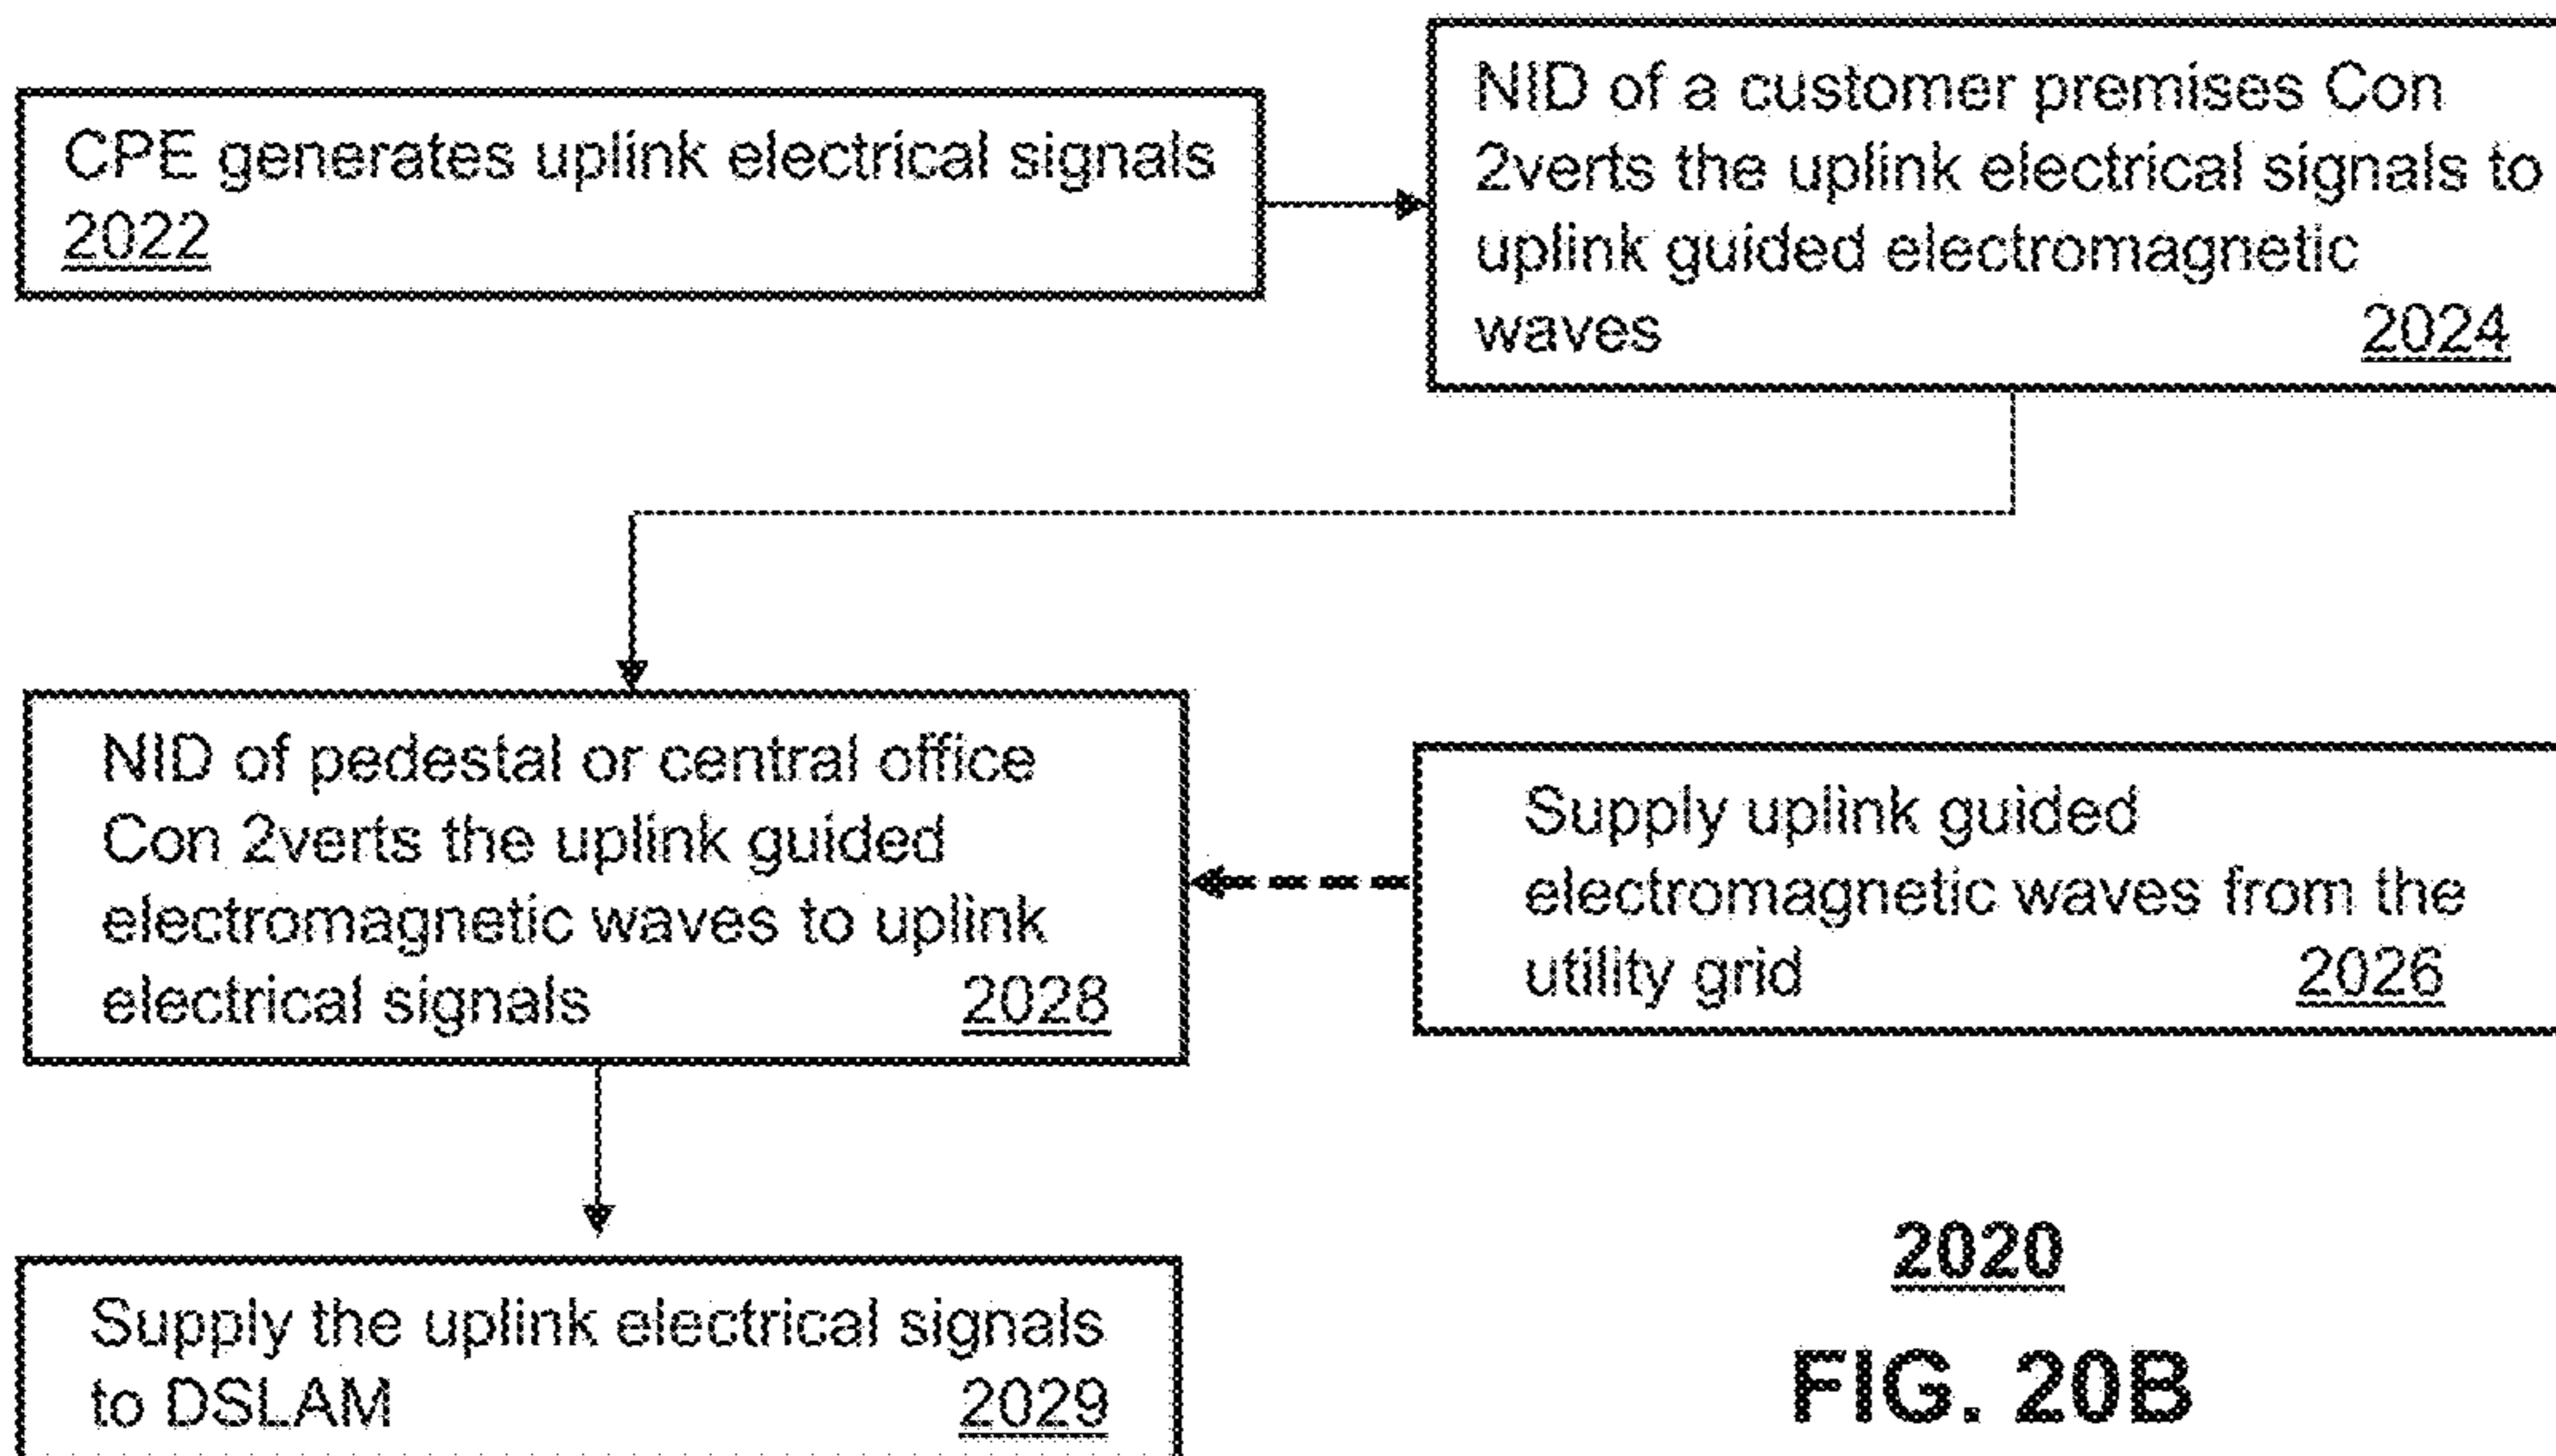 CPE generates uplink electrical signals
2022
NID of a customer premises Con
2verts the uplink electrical signals to
uplink guided electromagnetic
waves 2024
NID of pedestal or central office
Con 2verts the uplink guided
electromagnetic waves to uplink
electrical signals 2028
Supply uplink guided
electromagnetic waves from the
utility grid 2026
Supply the uplink electrical signals
to DSLAM 2029
2020
FIG. 20B